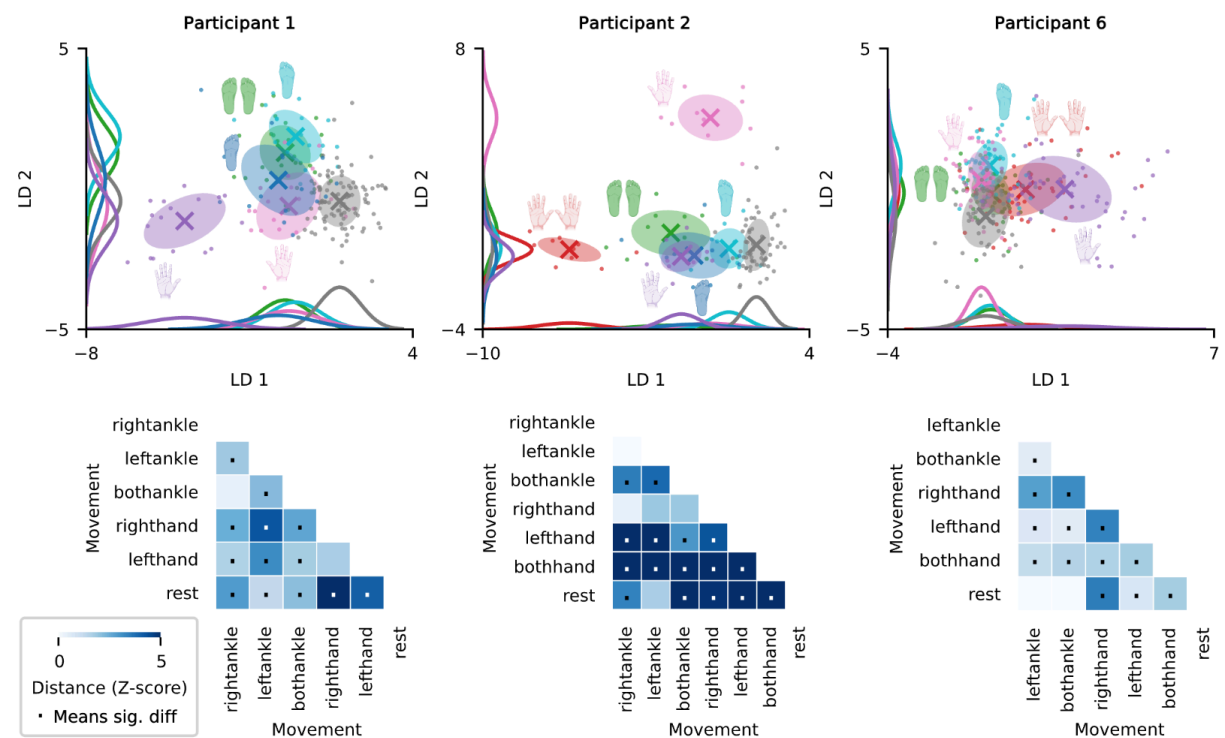 Participant 1
Participant 2
Participant 6
5
LD 2
−5
−8
4
LD 1
8
LD 2
−4
−10
4
LD 1
5
LD 2
−5
−4
7
LD 1
Movement
rightankle
leftankle
bothankle
righthand
lefthand
rest
rightankle
leftankle
bothankle
righthand
lefthand
rest
Movement
Movement
rightankle
leftankle
bothankle
righthand
lefthand
bothhand
rest
rightankle
leftankle
bothankle
righthand
lefthand
bothhand
rest
Movement
Movement
leftankle
bothankle
righthand
lefthand
bothhand
rest
leftankle
bothankle
righthand
lefthand
bothhand
rest
Movement
0
5
Distance (Z-score)
Means sig. diff